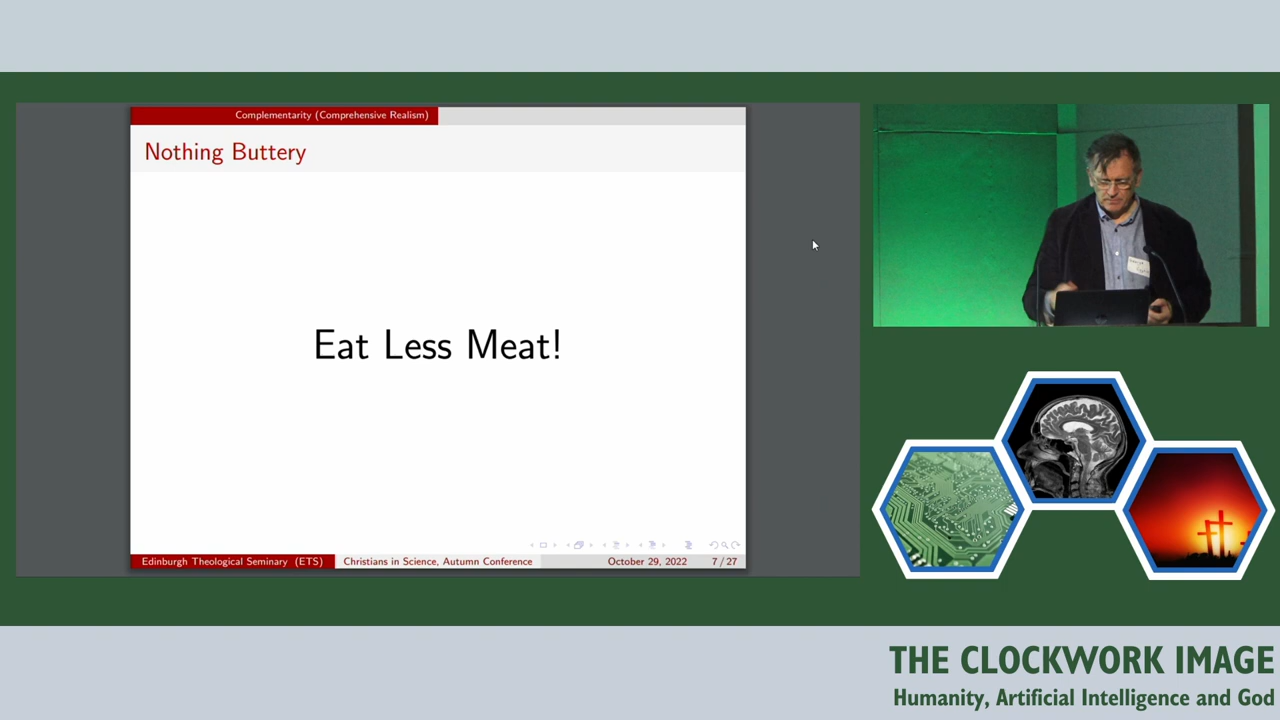 Complementarity (Comprehensive Realism)
Nothing Buttery
Eat Less Meat!
Edinburgh Theological Seminary (ETS) Christians in Science, Autumn Conference October 29, 2022 7 / 27
THE CLOCKWORK IMAGE
Humanity, Artificial Intelligence and God